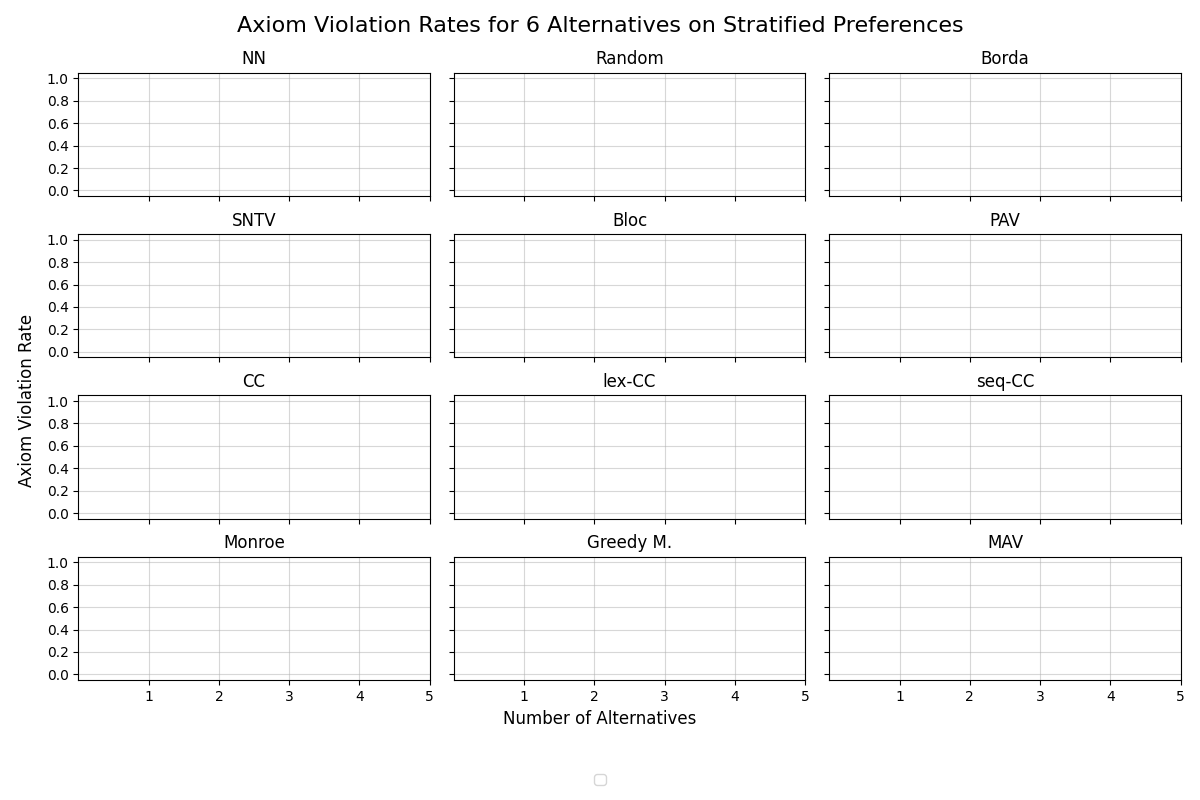 Axiom Violation Rates for 6 Alternatives on Stratified Preferences
NN
Random
Borda
1.0
0.8
0.6
0.4
0.2
0.0
SNTV
Bloc
PAV
1.0
0.8
0.6
0.4
0.2
0.0
Axiom Violation Rate
CC
lex-CC
seq-CC
1.0
0.8
0.6
0.4
0.2
0.0
Monroe
Greedy M.
MAV
1.0
0.8
0.6
0.4
0.2
0.0
1 2 3 4 5
1 2 3 4 5
1 2 3 4 5
Number of Alternatives